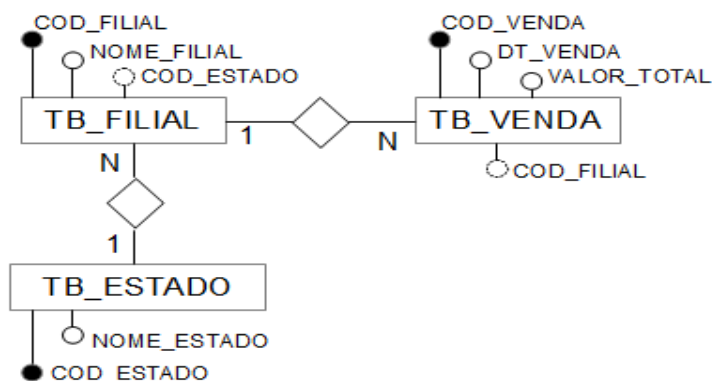 COD_FILIAL
NOME_FILIAL
COD_ESTADO
TB_FILIAL
1
N
COD_VENDA
DT_VENDA
VALOR_TOTAL
TB_VENDA
N
COD_FILIAL
1
TB_ESTADO
NOME_ESTADO
COD_ESTADO